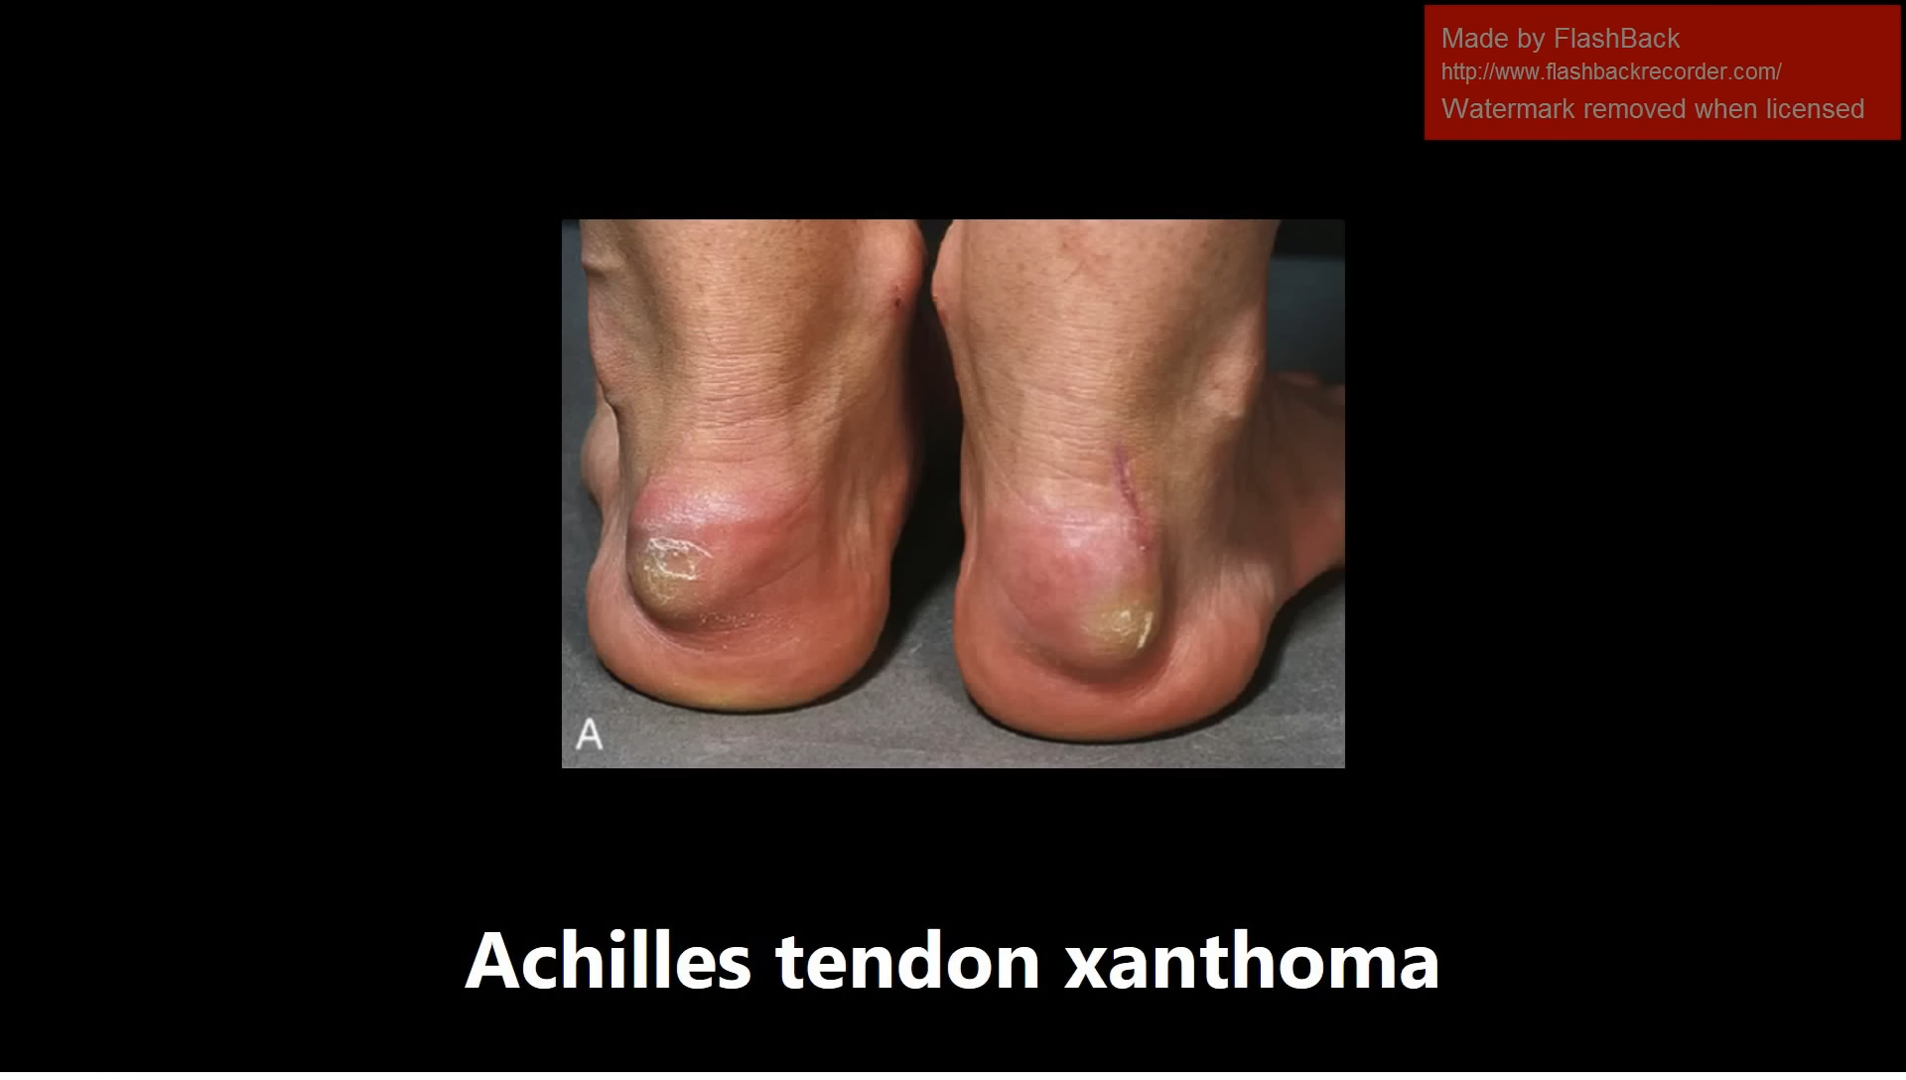 Made by FlashBack
http://www.flashbackrecorder.com/
Watermark removed when licensed
A
Achilles tendon xanthoma